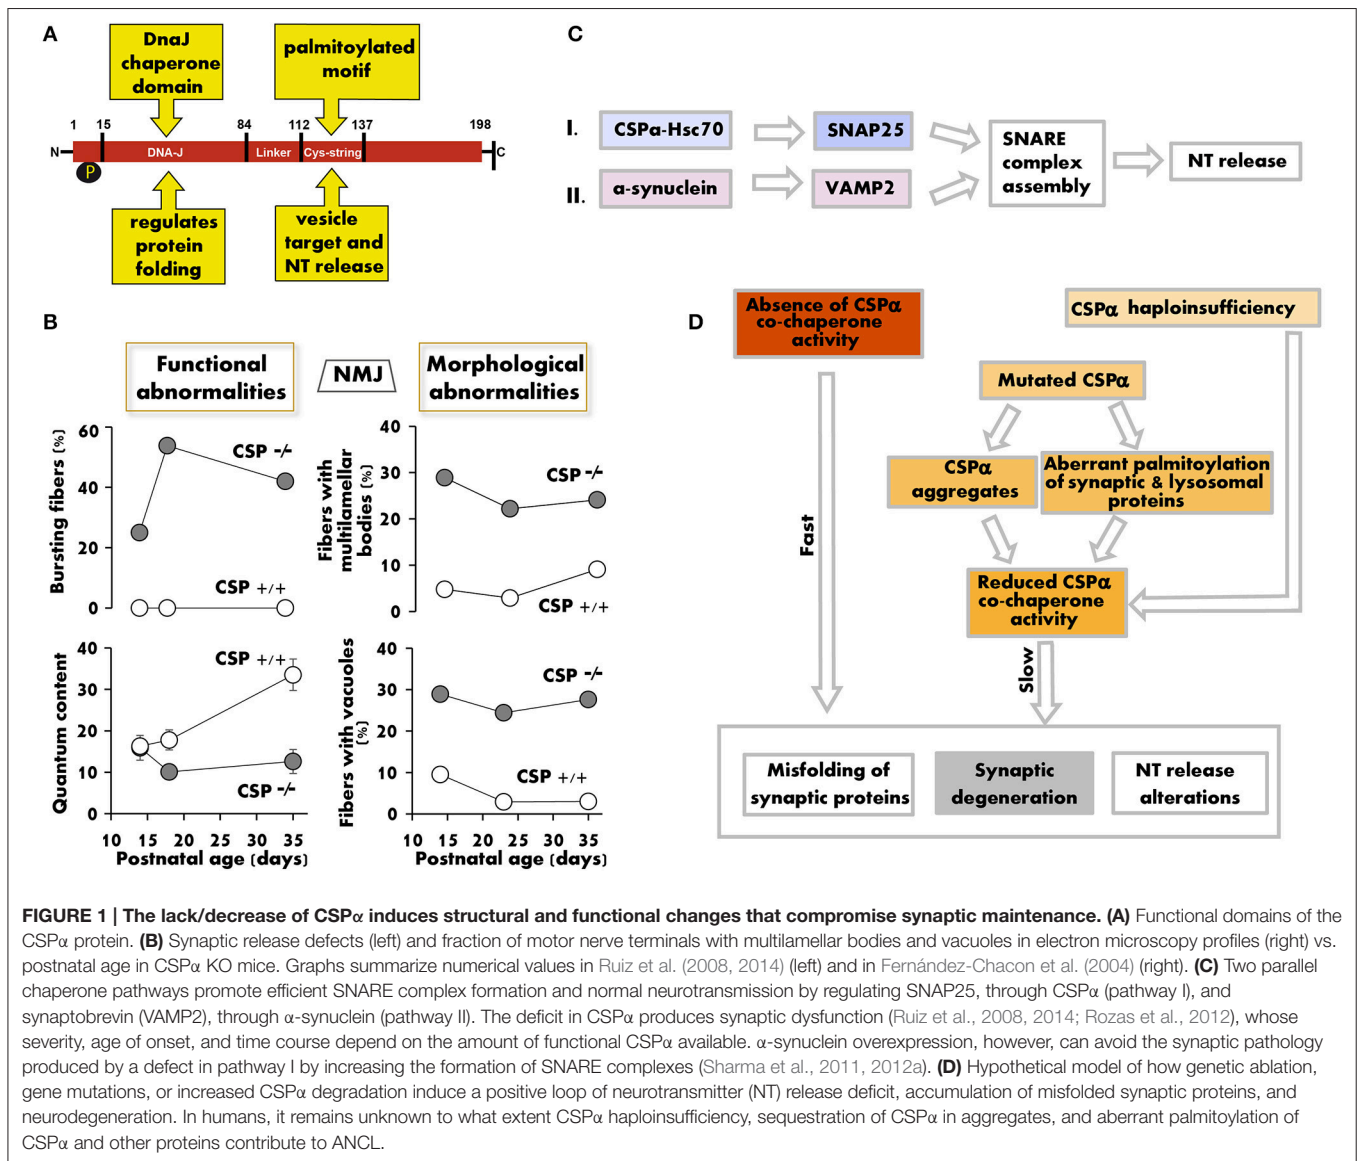 A
DnaJ
chaperone
domain
palmitoylated
motif
1 15 84 112 137 198
N DNA-J Linker Cys-string C
P
regulates
protein
folding
vesicle
target and
NT release
B
Functional
abnormalities
NMJ
Morphological
abnormalities
Bursting fibers (%)
60
40
20
0
CSP -/-
CSP +/+
Fibers with
multilamellar
bodies (%)
40
30
20
10
0
CSP -/-
CSP +/+
Quantum content
40
30
20
10
0
CSP +/+
CSP -/-
10 15 20 25 30 35
Postnatal age (days)
Fibers with vacuoles
(%)
40
30
20
10
0
CSP -/-
CSP +/+
10 15 20 25 30 35
Postnatal age (days)
C
I. CSPα-Hsc70 SNAP25
II. α-synuclein VAMP2
SNARE
complex
assembly
NT release
D
Absence of CSPα
co-chaperone
activity
CSPα haploinsufficiency
Mutated CSPα
CSPα
aggregates
Aberrant palmitoylation
of synaptic & lysosomal
proteins
Fast
Reduced CSPα
co-chaperone
activity
Slow
Misfolding of
synaptic proteins
Synaptic
degeneration
NT release
alterations
FIGURE 1 | The lack/decrease of CSPα induces structural and functional changes that compromise synaptic maintenance. (A) Functional domains of the
CSPα protein. (B) Synaptic release defects (left) and fraction of motor nerve terminals with multilamellar bodies and vacuoles in electron microscopy profiles (right) vs.
postnatal age in CSPα KO mice. Graphs summarize numerical values in Ruiz et al. (2008, 2014) (left) and in Fernández-Chacon et al. (2004) (right). (C) Two parallel
chaperone pathways promote efficient SNARE complex formation and normal neurotransmission by regulating SNAP25, through CSPα (pathway I), and
synaptobrevin (VAMP2), through α-synuclein (pathway II). The deficit in CSPα produces synaptic dysfunction (Ruiz et al., 2008, 2014; Rozas et al., 2012), whose
severity, age of onset, and time course depend on the amount of functional CSPα available. α-synuclein overexpression, however, can avoid the synaptic pathology
produced by a defect in pathway I by increasing the formation of SNARE complexes (Sharma et al., 2011, 2012a). (D) Hypothetical model of how genetic ablation,
gene mutations, or increased CSPα degradation induce a positive loop of neurotransmitter (NT) release deficit, accumulation of misfolded synaptic proteins, and
neurodegeneration. In humans, it remains unknown to what extent CSPα haploinsufficiency, sequestration of CSPα in aggregates, and aberrant palmitoylation of
CSPα and other proteins contribute to ANCL.